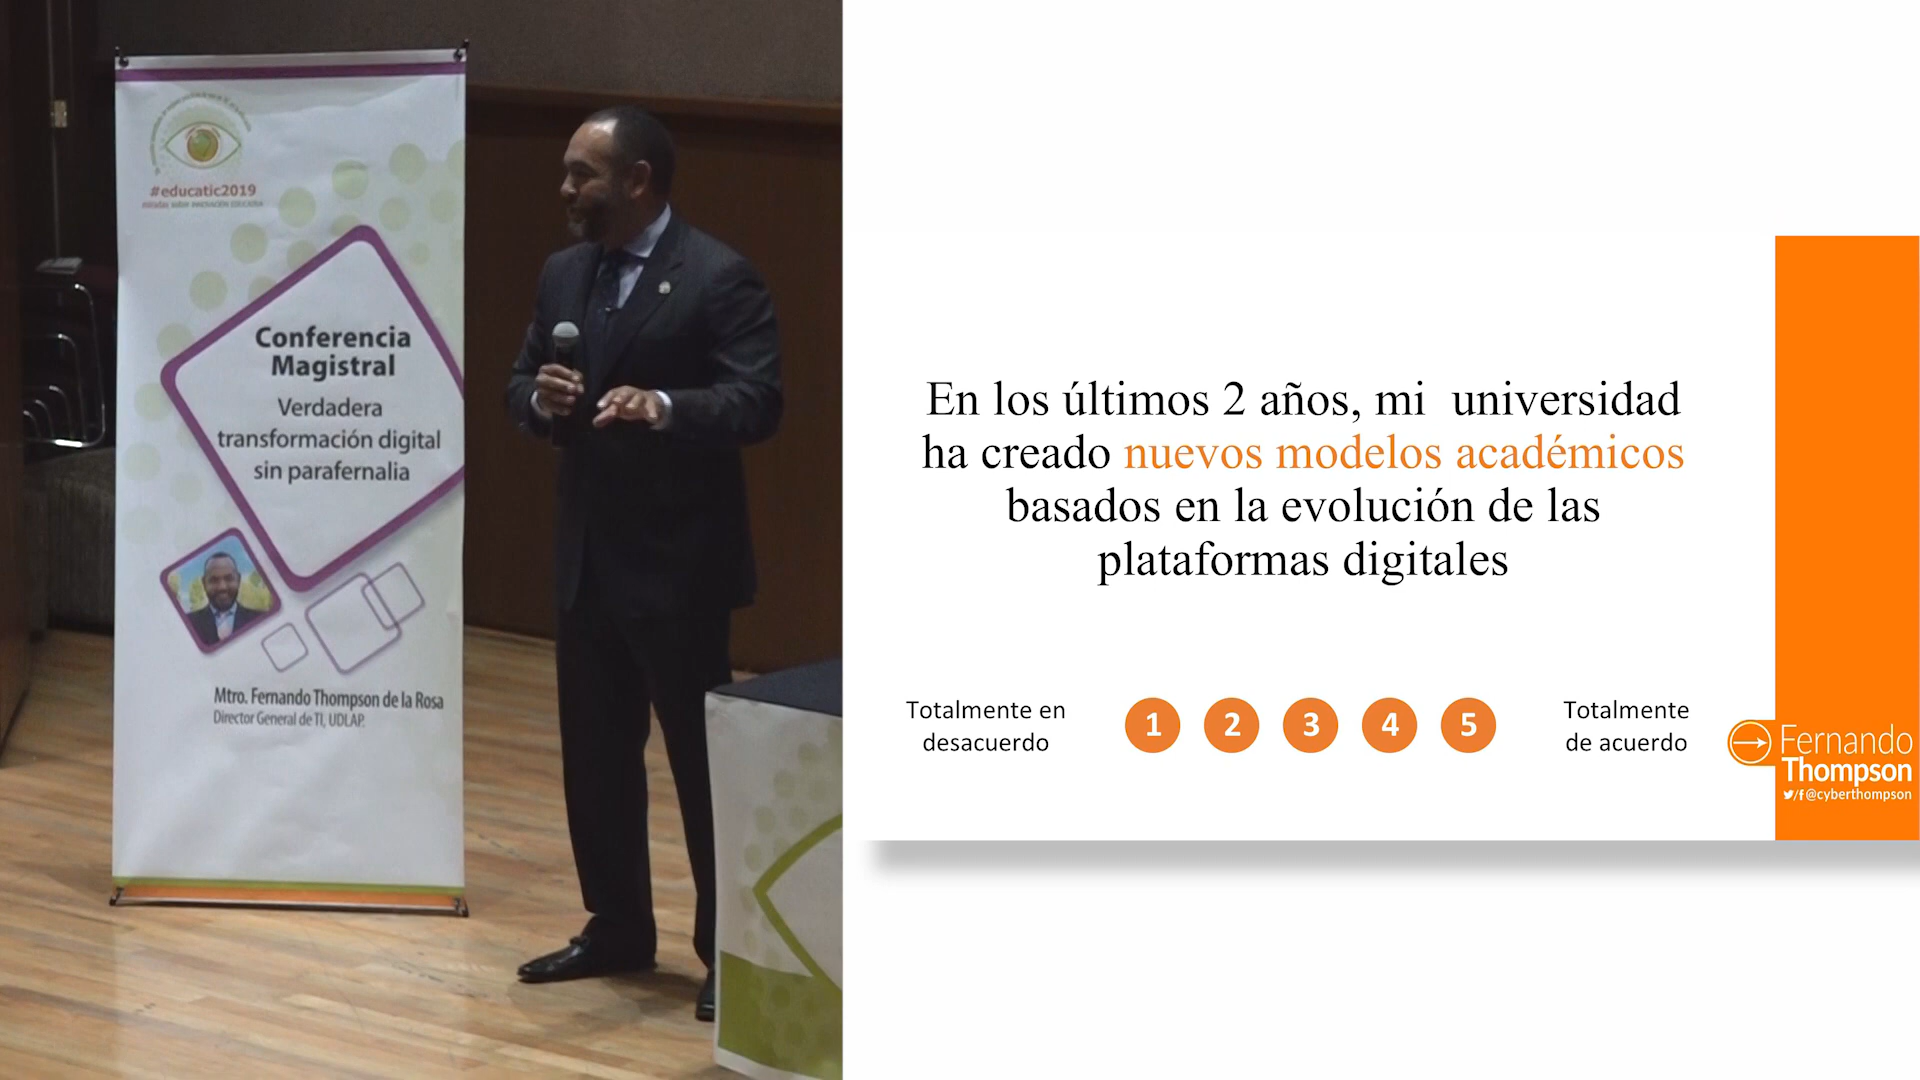 #educatic2019
Conferencia
Magistral
Verdadera
transformación digital
sin parafernalia
Mtro. Fernando Thompson de la Rosa
Director General de TI, UDLAP.
En los últimos 2 años, mi universidad
ha creado nuevos modelos académicos
basados en la evolución de las
plataformas digitales
Totalmente en
desacuerdo
1 2 3 4 5
Totalmente
de acuerdo
Fernando
Thompson
/f @cyberthompson